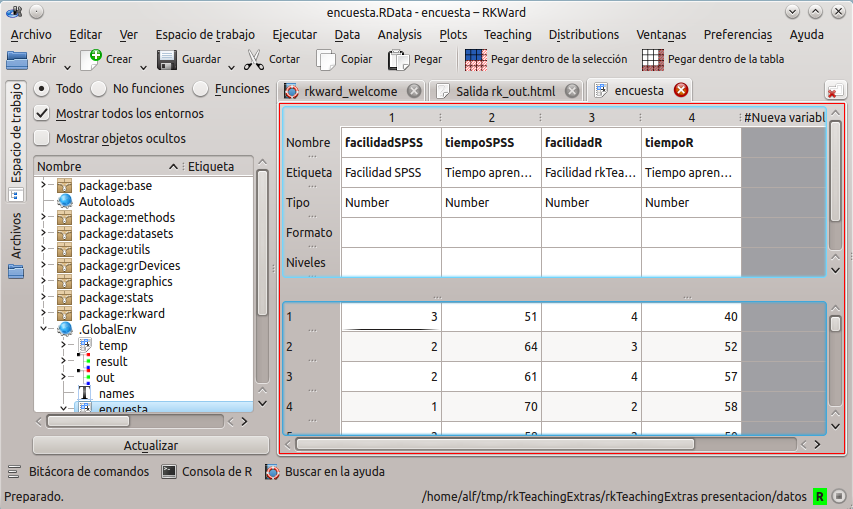 encuesta.RData - encuesta – RKWard
Archivo Editar Ver Espacio de trabajo Ejecutar Data Analysis Plots Teaching Distributions Ventanas Preferencias Ayuda
Abrir Crear Guardar Cortar Copiar Pegar Pegar dentro de la selección Pegar dentro de la tabla
Espacio de trabajo
Archivos
Todo No funciones Funciones
Mostrar todos los entornos
Mostrar objetos ocultos
Nombre Etiqueta
package:base
Autoloads
package:methods
package:datasets
package:utils
package:grDevices
package:graphics
package:stats
package:rkward
.GlobalEnv
temp
result
out
names
encuesta
Actualizar
rkward_welcome Salida rk_out.html encuesta
1 2 3 4 #Nueva variabl
Nombre facilidadSPSS tiempoSPSS facilidadR tiempoR
Etiqueta Facilidad SPSS Tiempo apren... Facilidad rkTea... Tiempo apren...
Tipo Number Number Number Number
Formato
Niveles
1 3 51 4 40
2 2 64 3 52
3 2 61 4 57
4 1 70 2 58
Bitácora de comandos Consola de R Buscar en la ayuda
Preparado. /home/alf/tmp/rkTeachingExtras/rkTeachingExtras presentacion/datos R